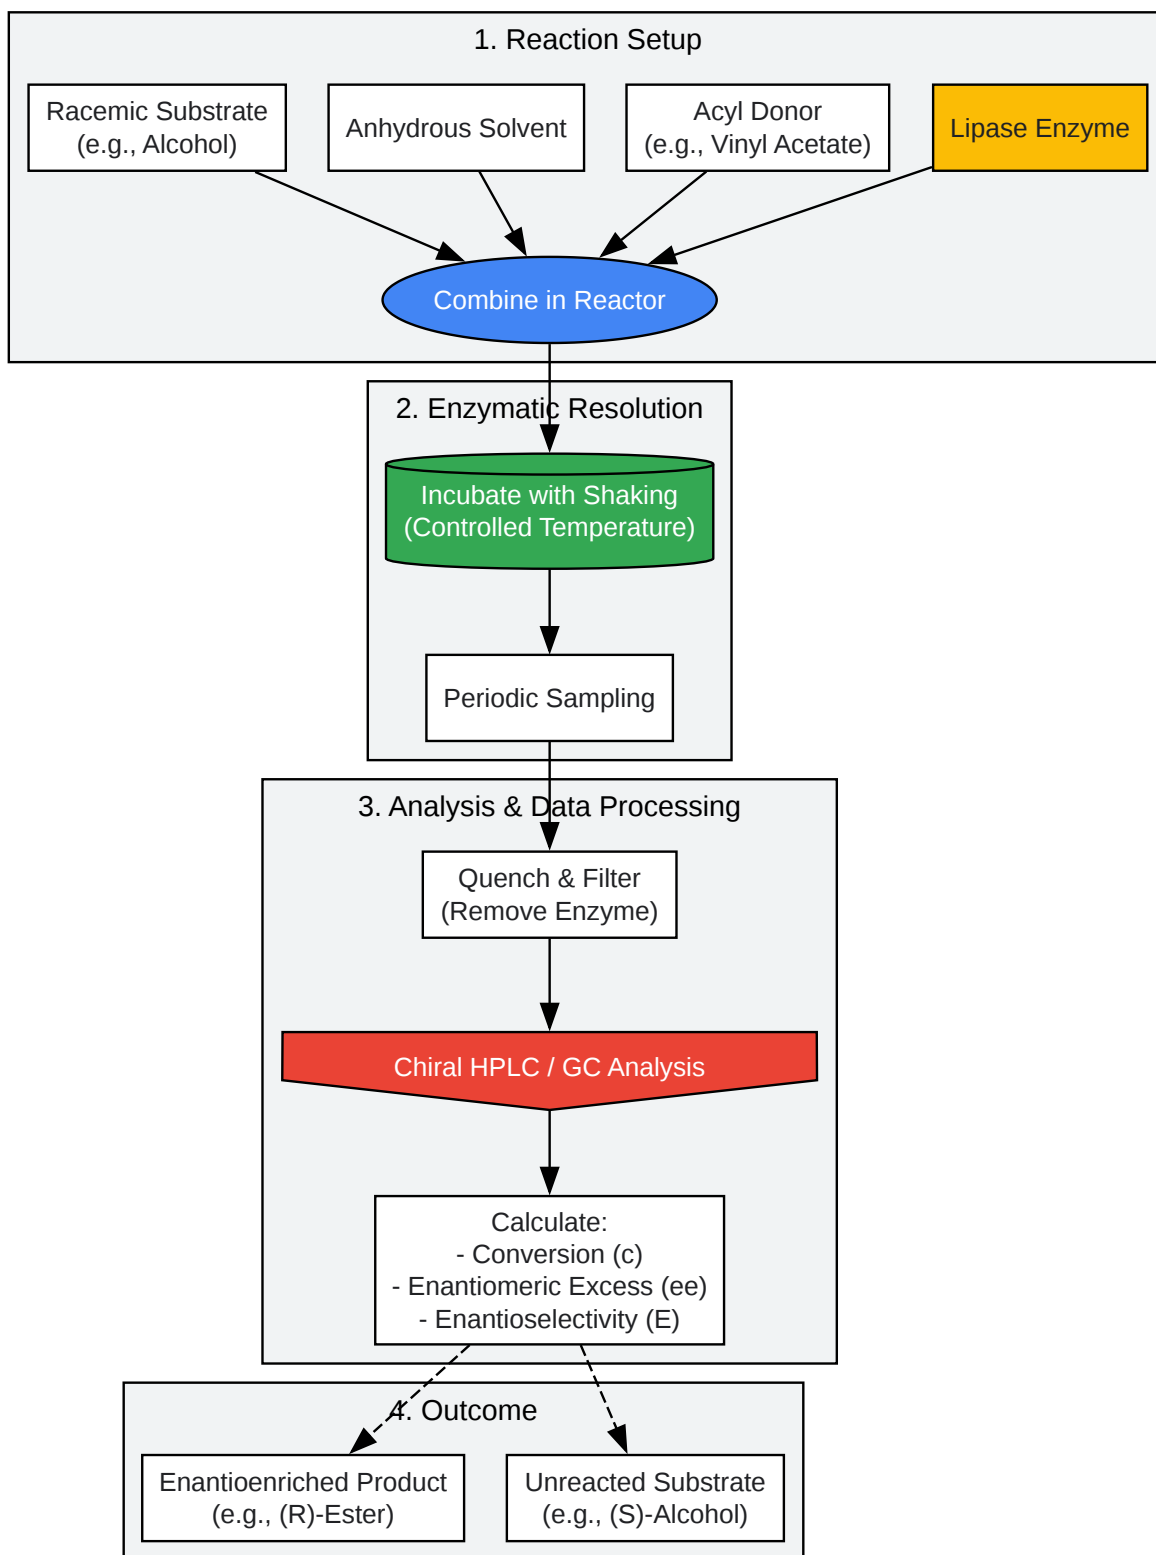 1. Reaction Setup
Racemic Substrate
(e.g., Alcohol)
Anhydrous Solvent
Acyl Donor
(e.g., Vinyl Acetate)
Lipase Enzyme
Combine in Reactor
2. Enzymatic Resolution
Incubate with Shaking
(Controlled Temperature)
Periodic Sampling
3. Analysis & Data Processing
Quench & Filter
(Remove Enzyme)
Chiral HPLC / GC Analysis
Calculate:
- Conversion (c)
- Enantiomeric Excess (ee)
- Enantioselectivity (E)
4. Outcome
Enantioenriched Product
(e.g., (R)-Ester)
Unreacted Substrate
(e.g., (S)-Alcohol)